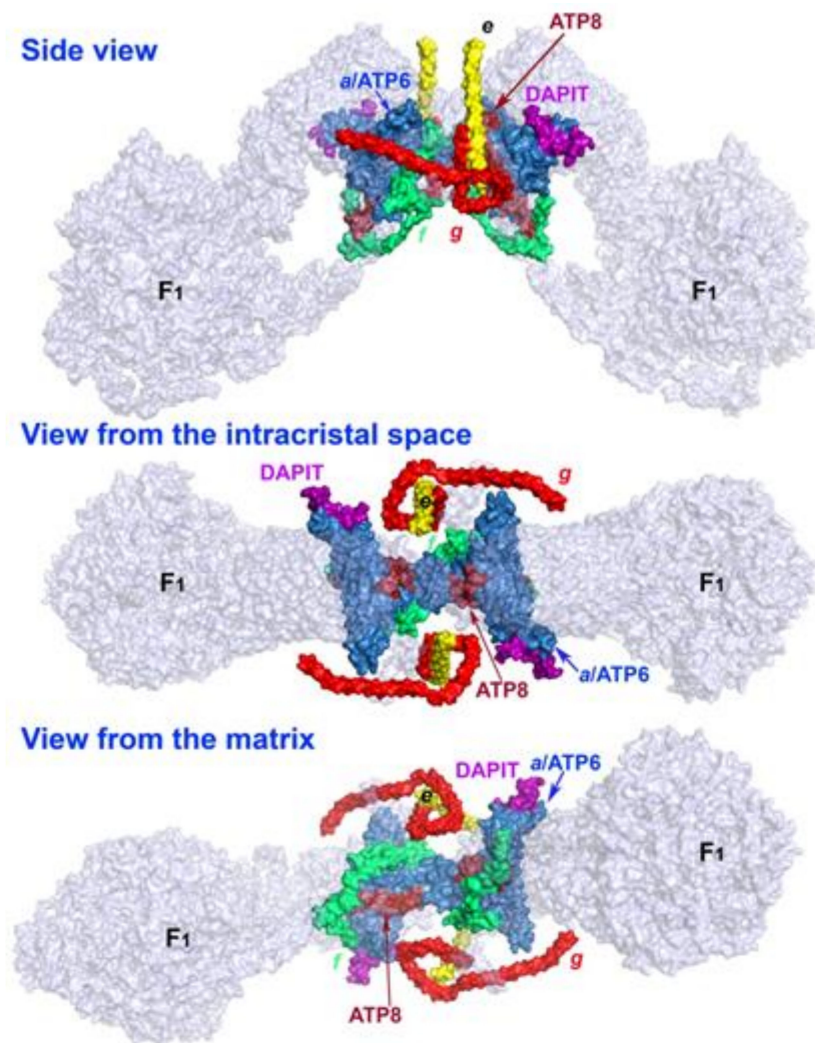 Side view
e
ATP8
a/ATP6
DAPIT
f
g
F1
F1
View from the intracristal space
DAPIT
g
e
f
F1
F1
ATP8
a/ATP6
View from the matrix
DAPIT
a/ATP6
e
F1
F1
g
f
ATP8